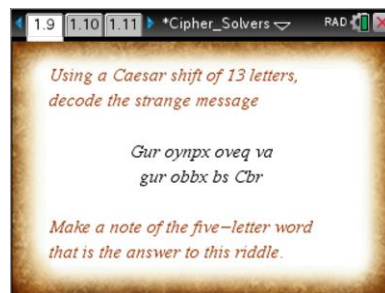 1.9 1.10 1.11 *Cipher_Solvers RAD
Using a Caesar shift of 13 letters,
decode the strange message
Gur oynpx oveq va
gur obbx bs Cbr
Make a note of the five-letter word
that is the answer to this riddle.